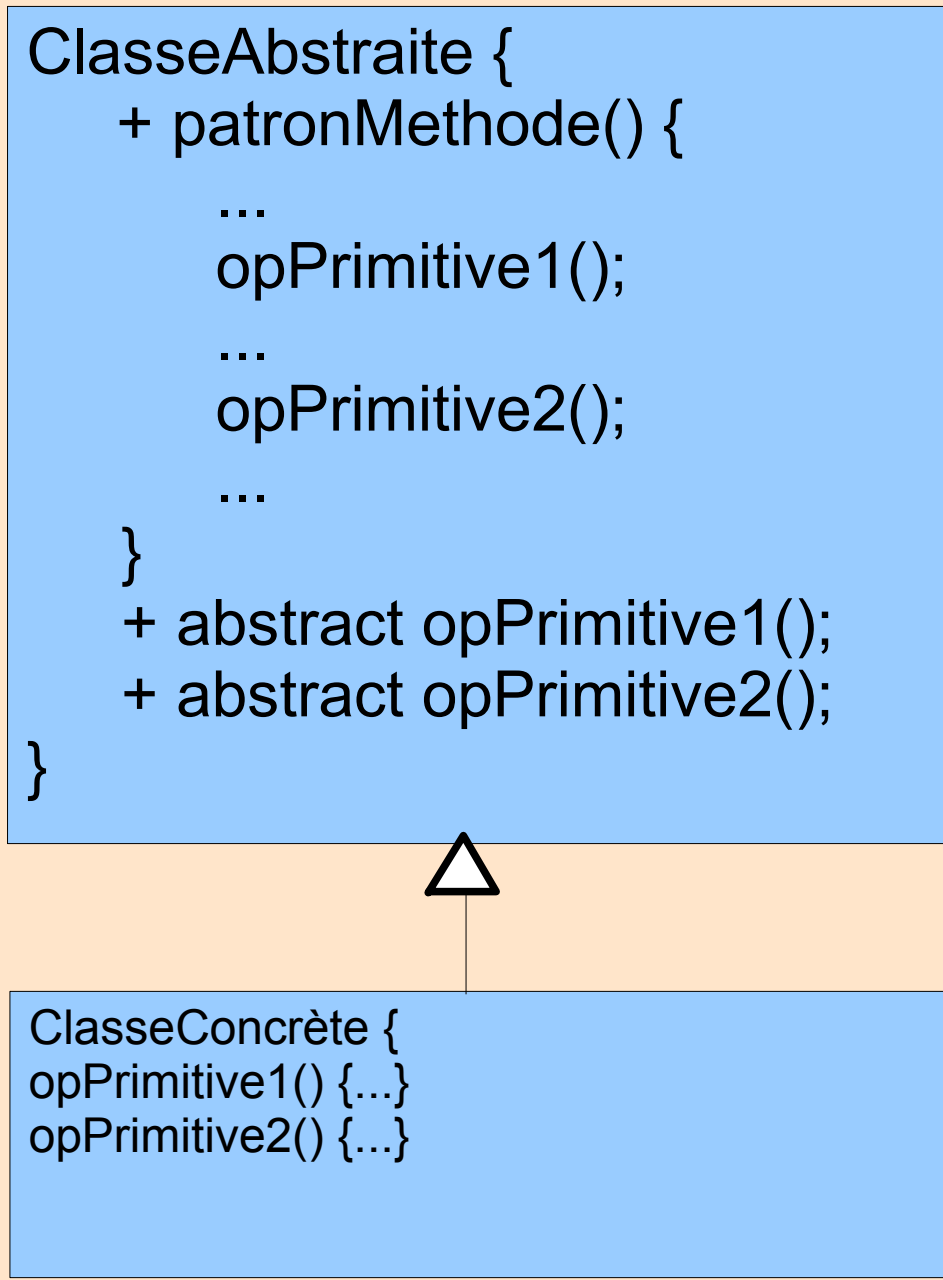 ClasseAbstraite {
+ patronMethode() {
...
opPrimitive1();
...
opPrimitive2();
...
}
+ abstract opPrimitive1();
+ abstract opPrimitive2();
}
ClasseConcrète {
opPrimitive1() {...}
opPrimitive2() {...}